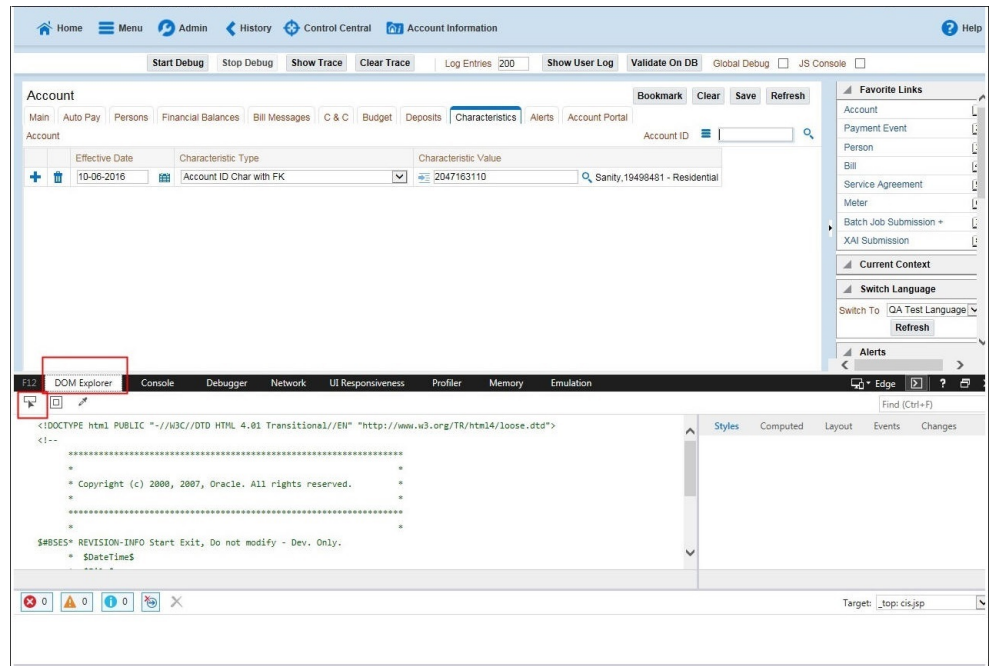 Home Menu Admin History Control Central Account Information Help
Start Debug Stop Debug Show Trace Clear Trace Log Entries 200 Show User Log Validate On DB Global Debug JS Console
Account Bookmark Clear Save Refresh
Main Auto Pay Persons Financial Balances Bill Messages C & C Budget Deposits Characteristics Alerts Account Portal
Account Account ID
Effective Date Characteristic Type Characteristic Value
10-06-2016 Account ID Char with FK 2047163110 Sanity,19498481 - Residential
Favorite Links
Account
Payment Event
Person
Bill
Service Agreement
Meter
Batch Job Submission +
XAI Submission
Current Context
Switch Language
Switch To QA Test Language
Refresh
Alerts
F12 DOM Explorer Console Debugger Network UI Responsiveness Profiler Memory Emulation Edge ?
Find (Ctrl+F)
<!DOCTYPE html PUBLIC "-//W3C//DTD HTML 4.01 Transitional//EN" "http://www.w3.org/TR/html4/loose.dtd">
<!--
*******************************************************************
* *
* Copyright (c) 2000, 2007, Oracle. All rights reserved. *
* *
*******************************************************************
* *
$#BSES* REVISION-INFO Start Exit, Do not modify - Dev. Only.
* $DateTime$
Styles Computed Layout Events Changes
0 0 0
Target: _top: cis.jsp